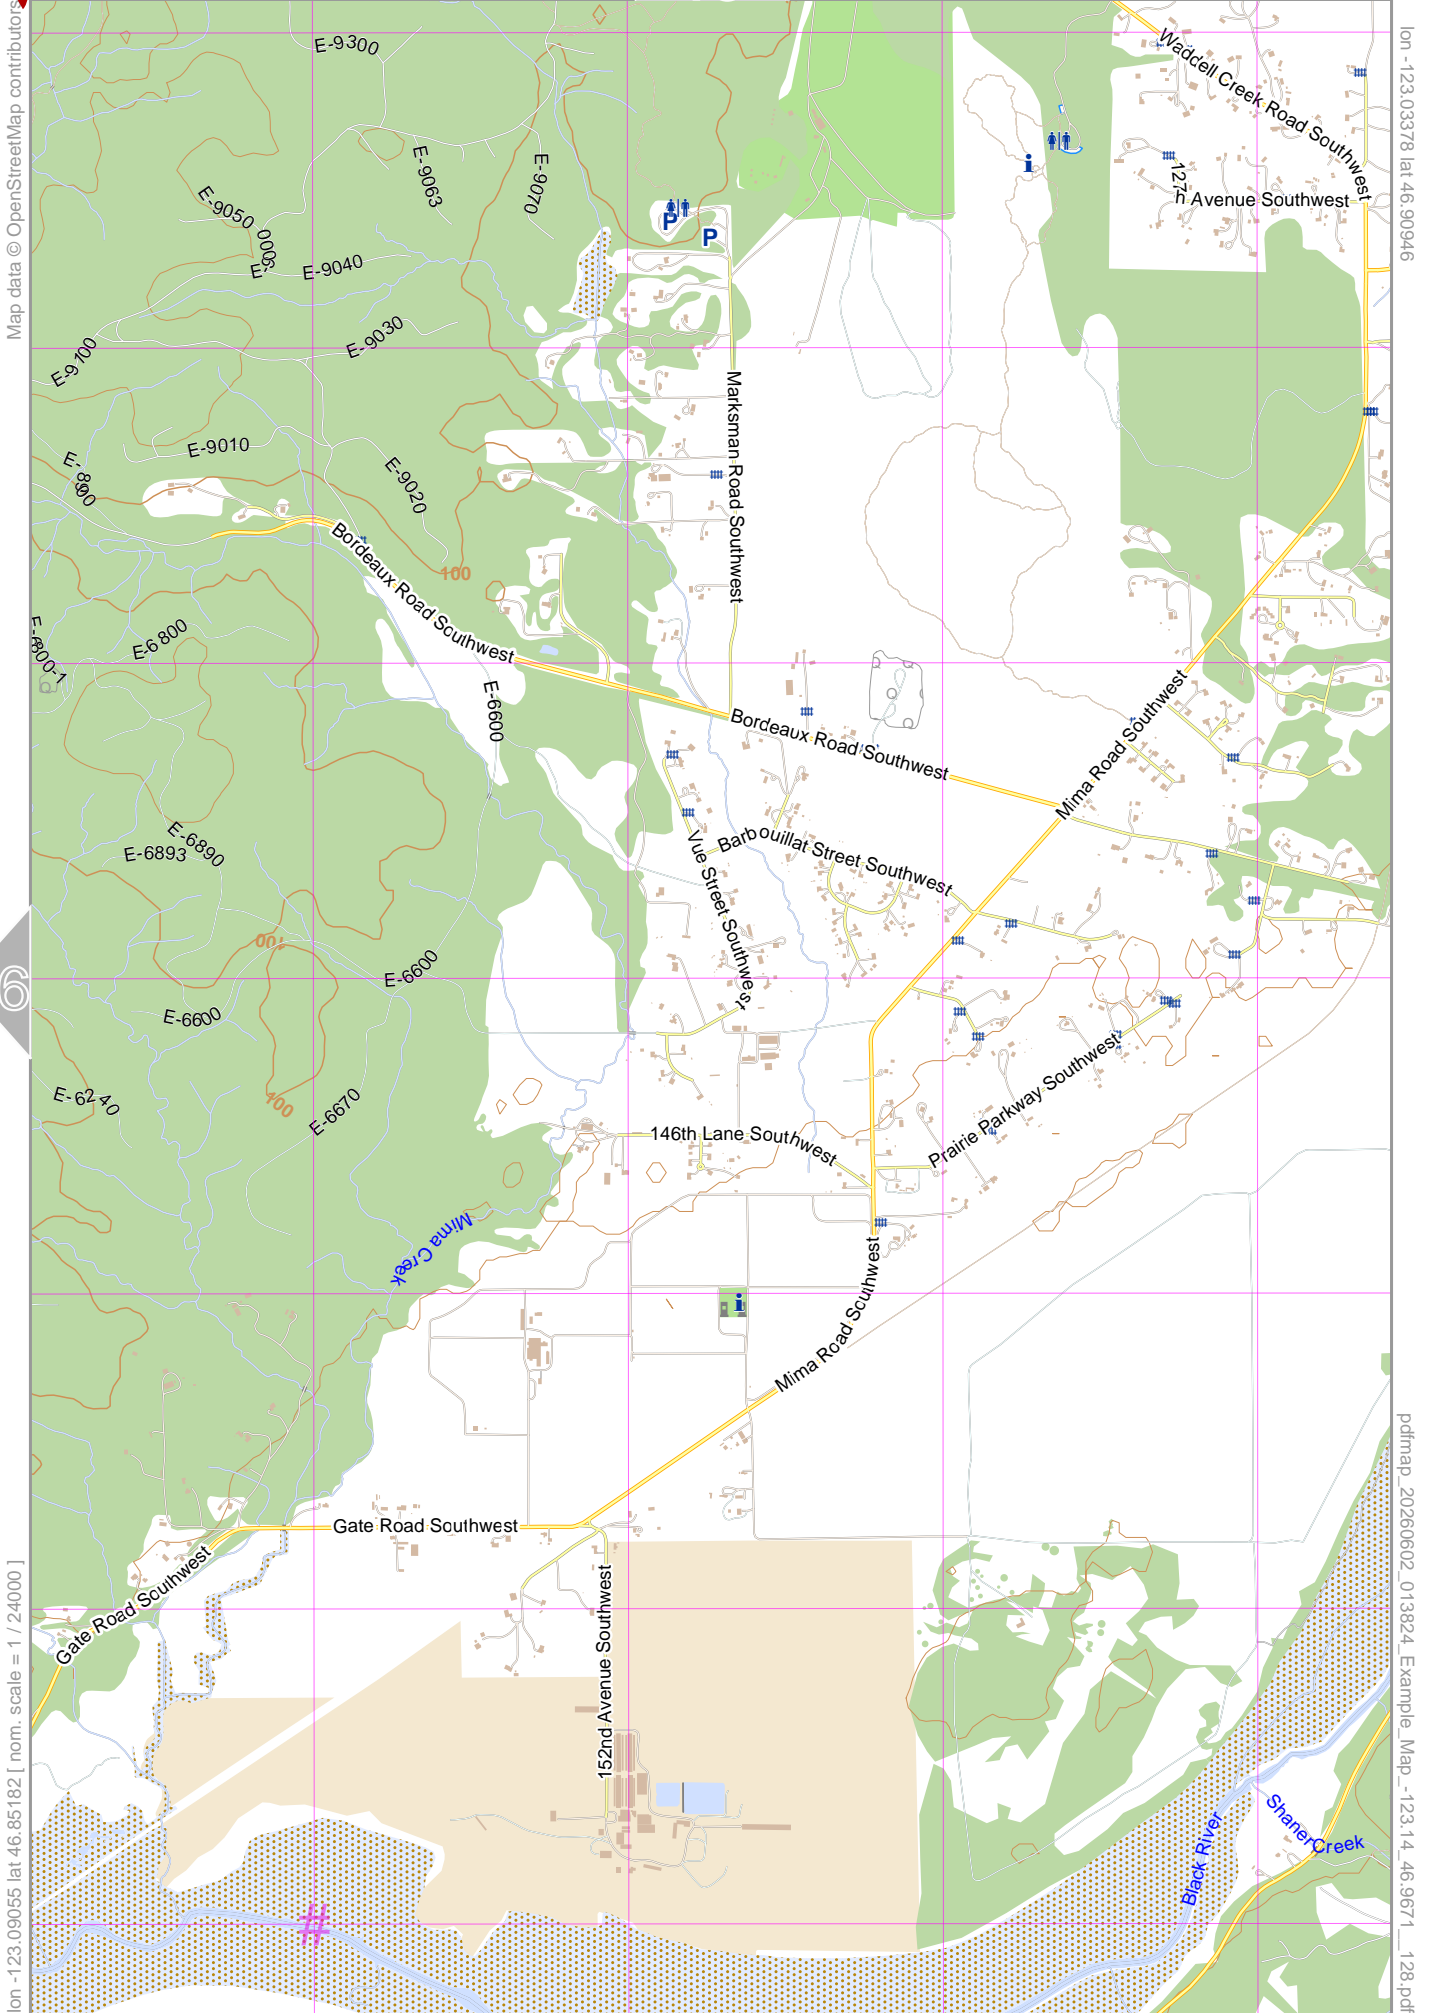 Map data © OpenStreetMap contributors
lon -123.03378 lat 46.90946
E-9300
Waddell Creek Road Southwest
E-9063
E-9070
127h Avenue Southwest
E-9050
E-9040
P
P
i
E-9030
E-9100
Marksman Road Southwest
E-9010
E-9020
Bordeaux Road Southwest
100
E-6800
E-6600
Bordeaux Road Southwest
Mima Road Southwest
E-6890
E-6893
Barbouillat Street Southwest
Vue Street Southwest
E-6600
6
E-6600
E-6240
100
E-6670
146th Lane Southwest
Prairie Parkway Southwest
Mima Creek
i
Mima Road Southwest
Gate Road Southwest
Gate Road Southwest
152nd Avenue Southwest
Black River
Shaner Creek
#
lon -123.09055 lat 46.85182 [ nom. scale = 1 / 24000 ]
pdfmap_20260602_013824_Example_Map_-123.14_46.9671__128.pdf